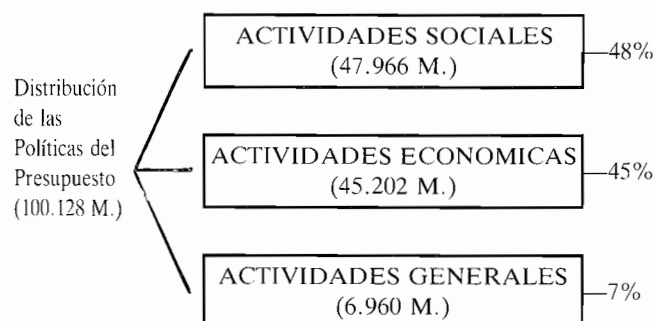 Distribución
de las
Políticas del
Presupuesto
(100.128 M.)
ACTIVIDADES SOCIALES
(47.966 M.)
48%
ACTIVIDADES ECONOMICAS
(45.202 M.)
45%
ACTIVIDADES GENERALES
(6.960 M.)
7%